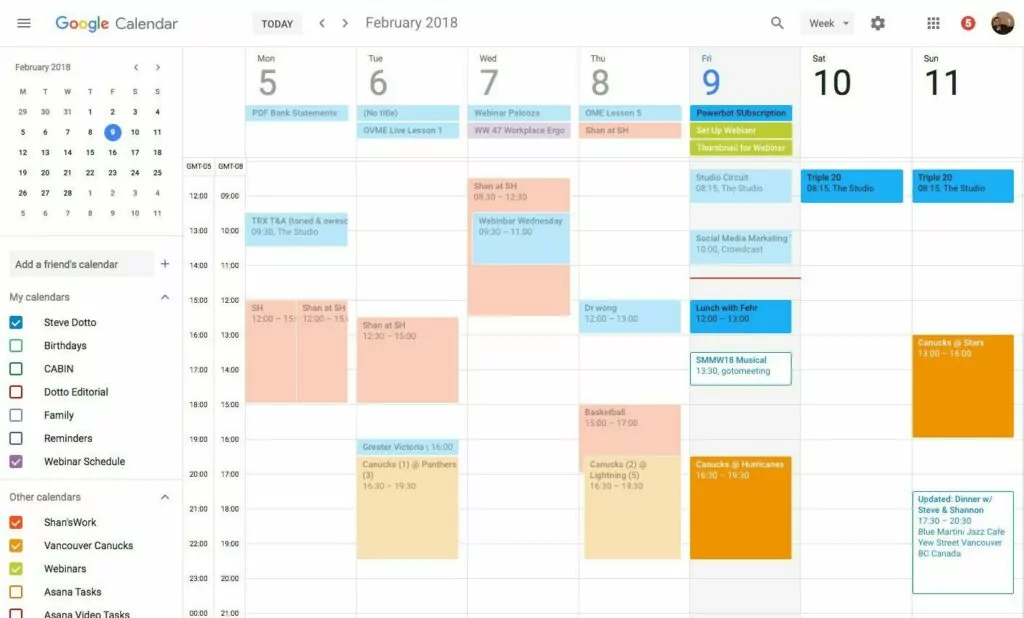 Google Calendar
TODAY
February 2018
Week
5
February 2018
M T W T F S S
29 30 31 1 2 3 4
5 6 7 8 9 10 11
12 13 14 15 16 17 18
19 20 21 22 23 24 25
26 27 28 1 2 3 4
5 6 7 8 9 10 11
Add a friend's calendar
My calendars
Steve Dotto
Birthdays
CABIN
Dotto Editorial
Family
Reminders
Webinar Schedule
Other calendars
Shan'sWork
Vancouver Canucks
Webinars
Asana Tasks
Asana Video Tasks
Mon Tue Wed Thu Fri Sat Sun
5 6 7 8 9 10 11
GMT-05 GMT-08
12:00 09:00
13:00 10:00
14:00 11:00
15:00 12:00
16:00 13:00
17:00 14:00
18:00 15:00
19:00 16:00
20:00 17:00
21:00 18:00
22:00 19:00
23:00 20:00
00:00 21:00
PDF Bank Statements
TRX T&A (toned & aweso
09:30, The Studio
SH
12:00 – 15:
Shan at SH
12:00 – 15:
(No title)
OVME Live Lesson 1
Shan at SH
12:30 – 15:00
Greater Victoria 16:00
Canucks (1) @ Panthers
(3)
16:30 – 19:30
Webinar Palooza
WW 47 Workplace Ergo
Shan at SH
08:30 – 12:30
Webinbar Wednesday
09:30 – 11:00
OME Lesson 5
Shan at SH
Dr wong
12:00 – 13:00
Basketball
15:00 – 17:00
Canucks (2) @
Lightning (5)
16:30 – 19:30
Powerbot SUbscription
Set Up Webianr
Thumbnail for Webinar
Studio Circuit
08:15, The Studio
Social Media Marketing
10:00, Crowdcast
Lunch with Fehr
12:00 – 13:00
SMMW18 Musical
13:30, gotomeeting
Canucks @ Hurricanes
16:30 – 19:30
Triple 20
08:15, The Studio
Triple 20
08:15, The Studio
Canucks @ Stars
13:00 – 16:00
Updated: Dinner w/
Steve & Shannon
17:30 – 20:30
Blue Martini Jazz Cafe
Yew Street Vancouver
BC Canada